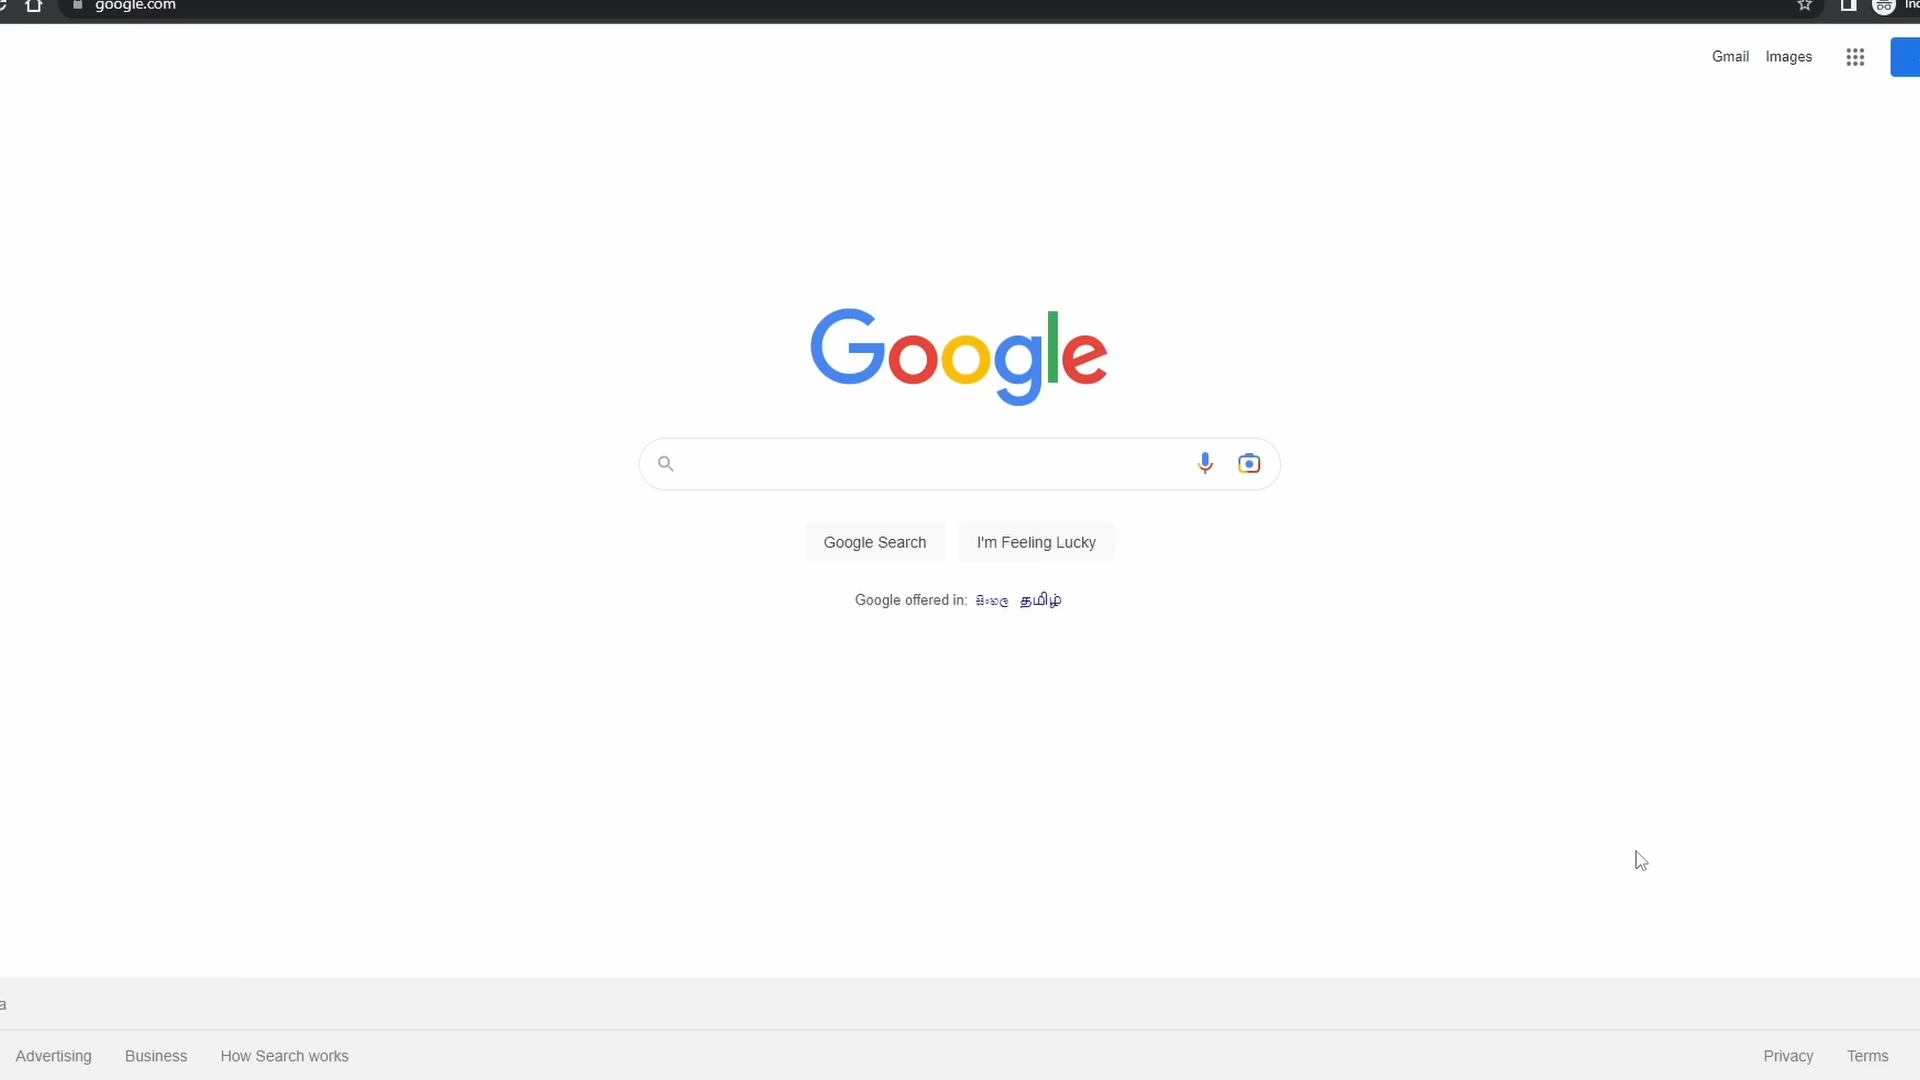 google.com
Gmail Images
Google
Google Search I'm Feeling Lucky
Google offered in: සිංහල தமிழ்
a
Advertising Business How Search works
Privacy Terms